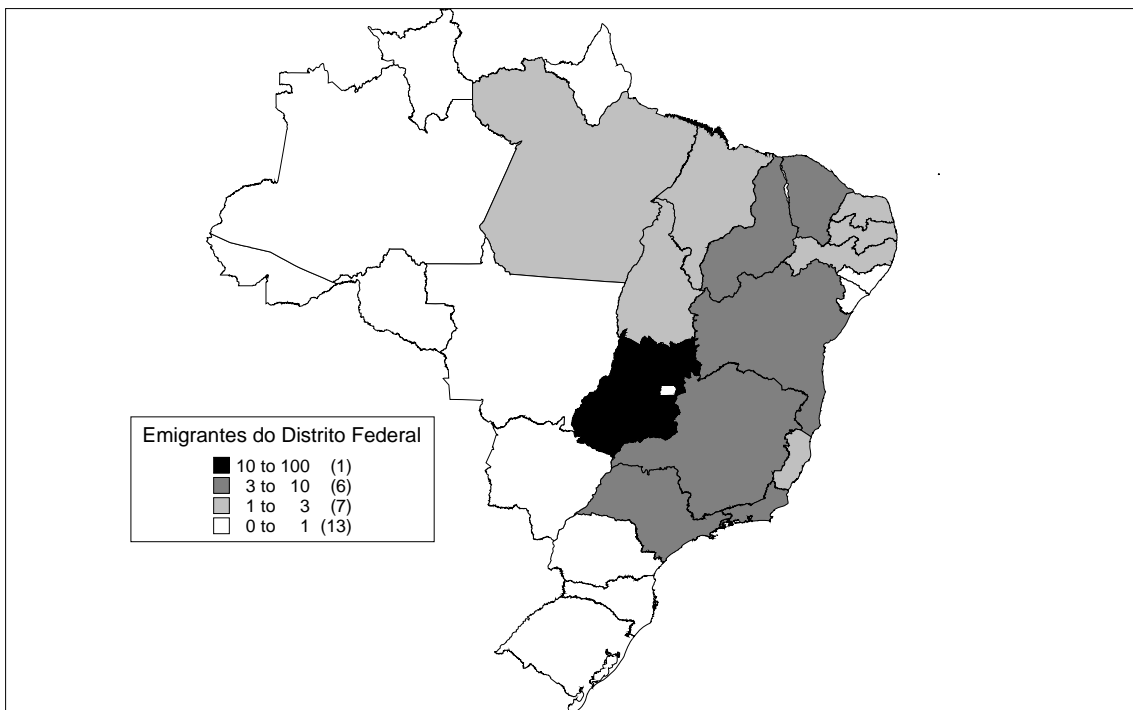 Emigrantes do Distrito Federal
10 to 100 (1)
3 to 10 (6)
1 to 3 (7)
0 to 1 (13)